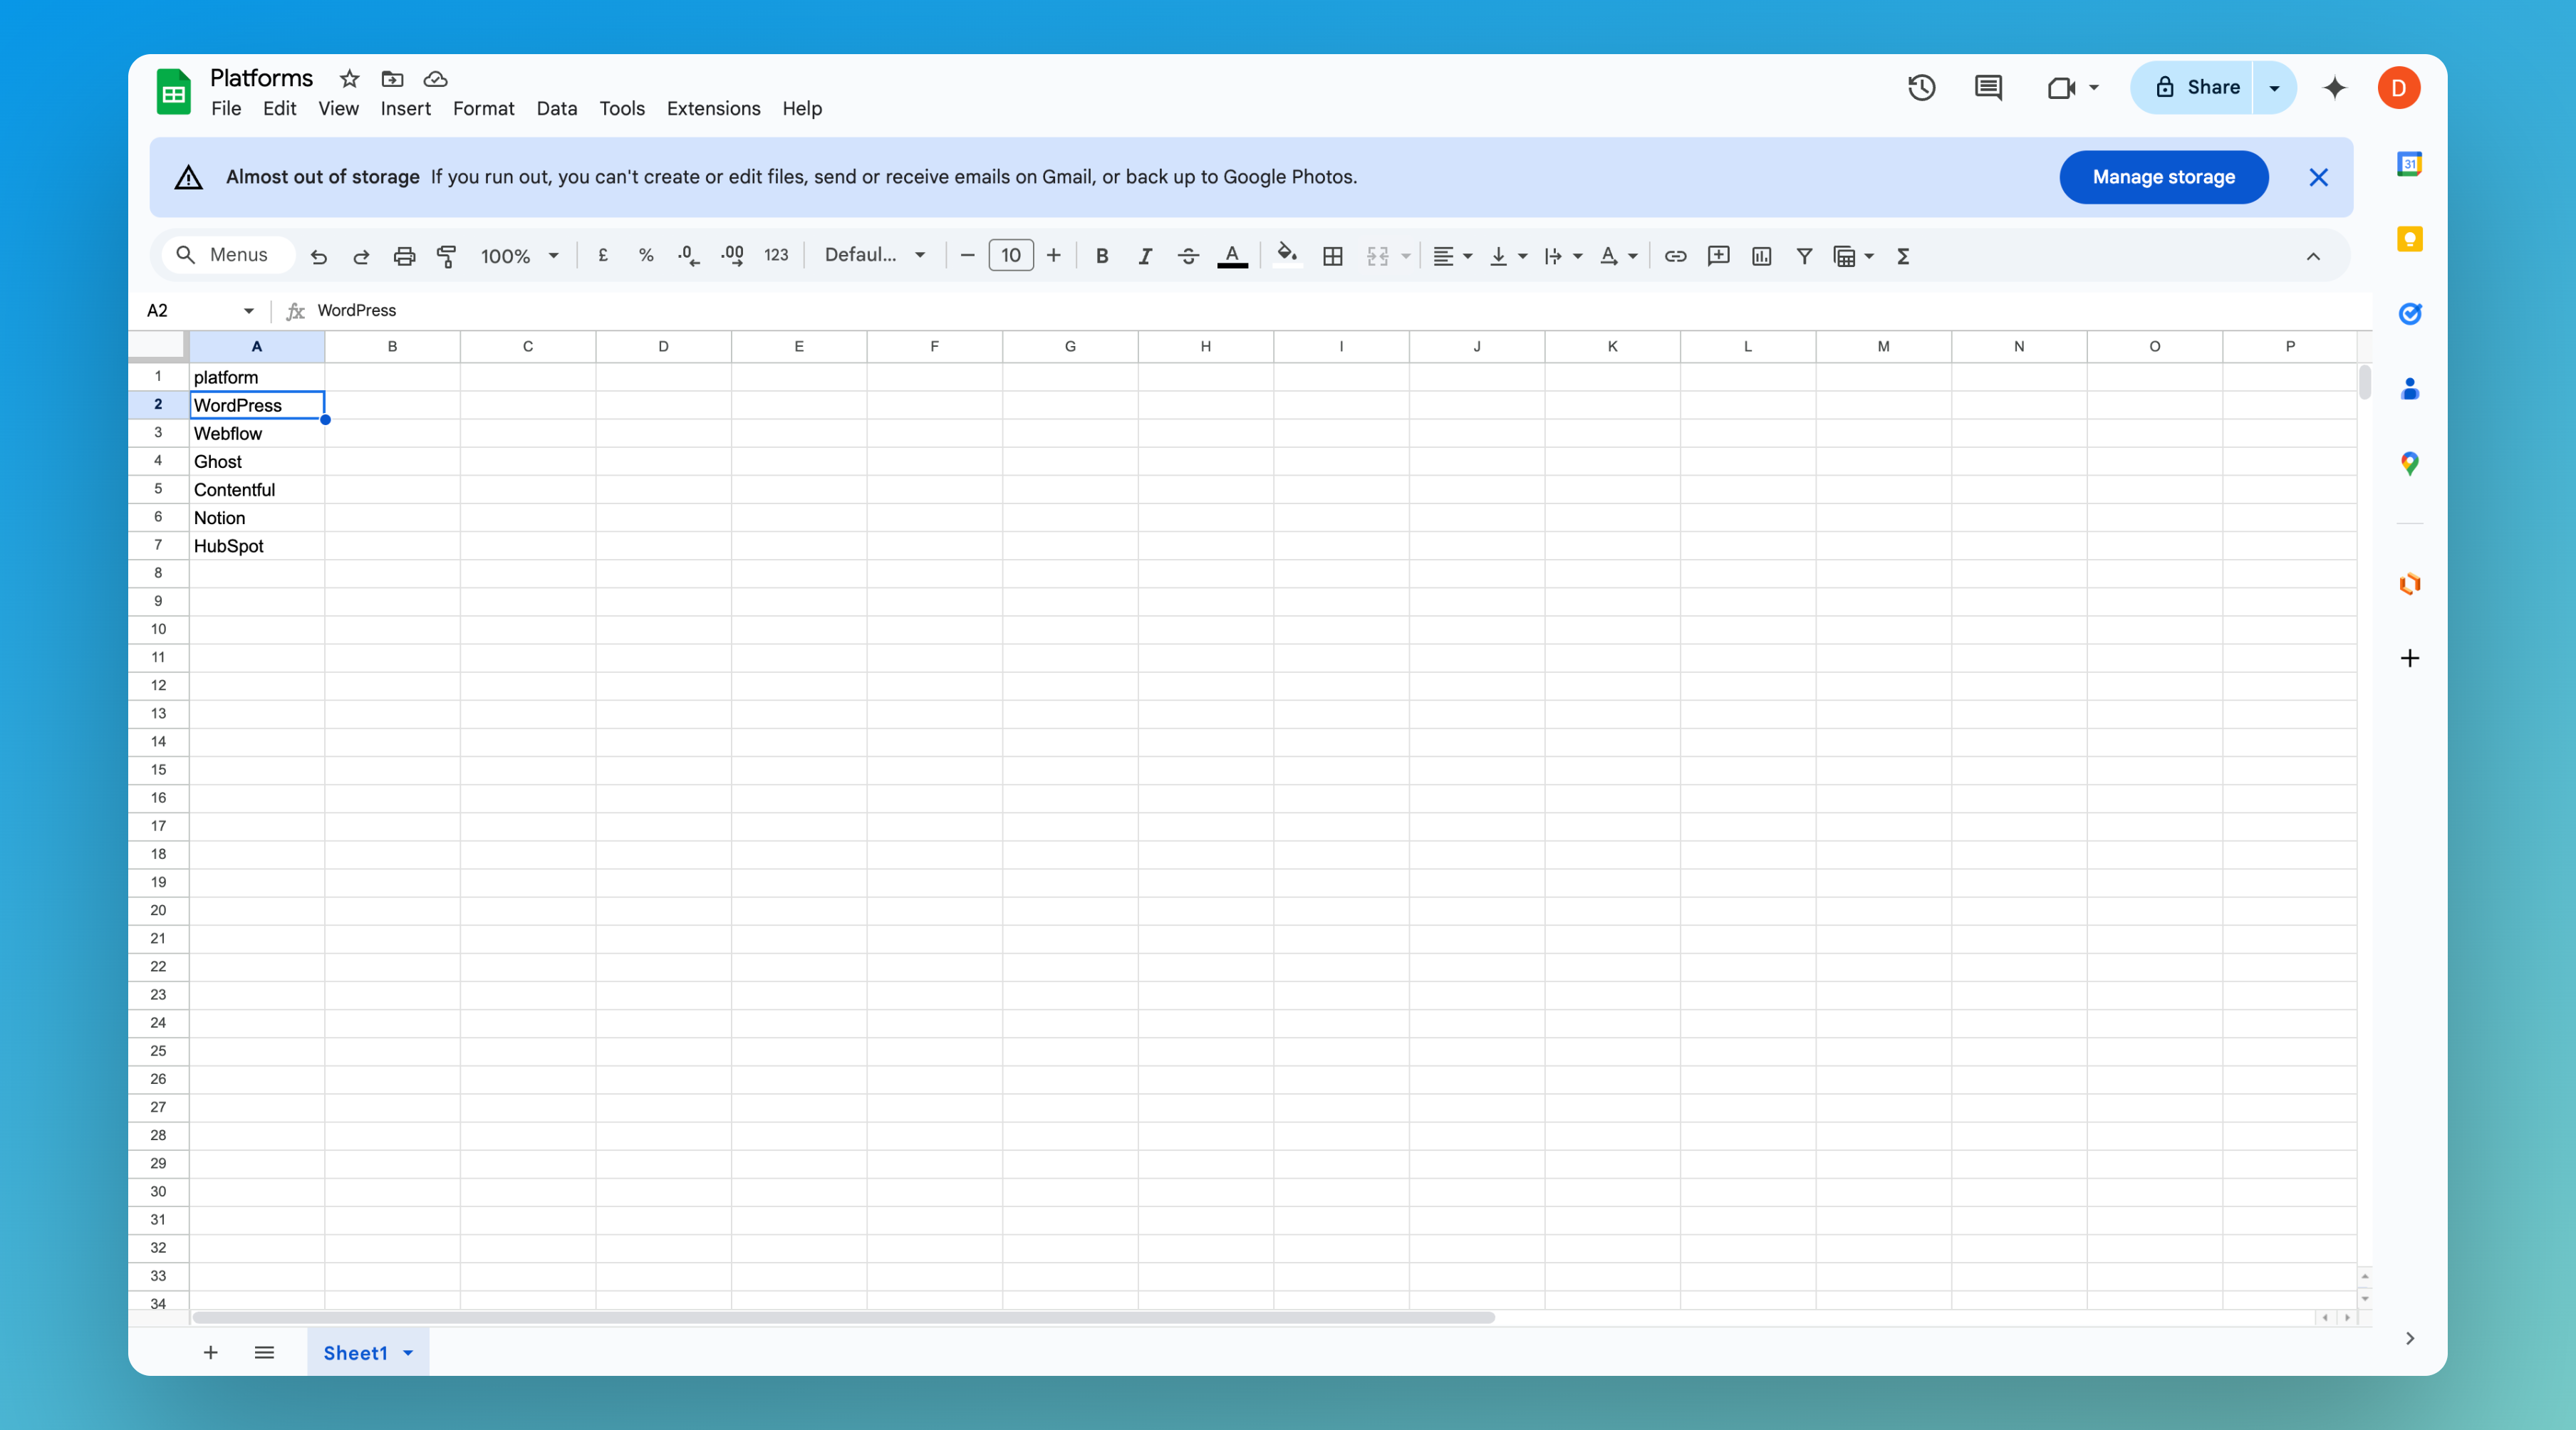 Platforms
File Edit View Insert Format Data Tools Extensions Help
Share
D
Almost out of storage If you run out, you can't create or edit files, send or receive emails on Gmail, or back up to Google Photos.
Manage storage
31
Menus 100% £ % .0 .00 123 Defaul... 10 B I S A A Σ
A2 fx WordPress
A B C D E F G H I J K L M N O P
1 platform
2 WordPress
3 Webflow
4 Ghost
5 Contentful
6 Notion
7 HubSpot
8
9
10
11
12
13
14
15
16
17
18
19
20
21
22
23
24
25
26
27
28
29
30
31
32
33
34
Sheet1